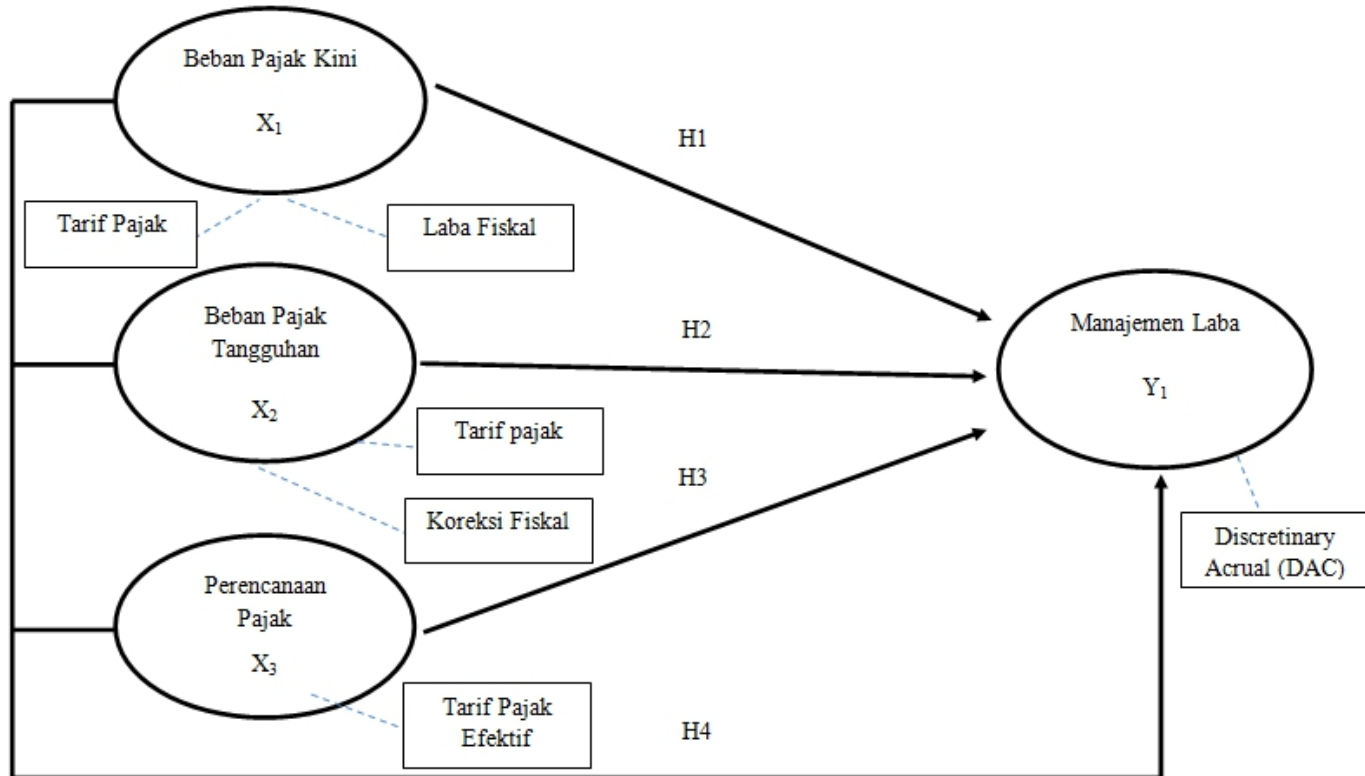 Beban Pajak Kini
X₁
H1
Tarif Pajak
Laba Fiskal
Beban Pajak
Tangguhan
X₂
H2
Manajemen Laba
Y₁
Tarif pajak
Koreksi Fiskal
H3
Discretinary
Acrual (DAC)
Perencanaan
Pajak
X₃
Tarif Pajak
Efektif
H4